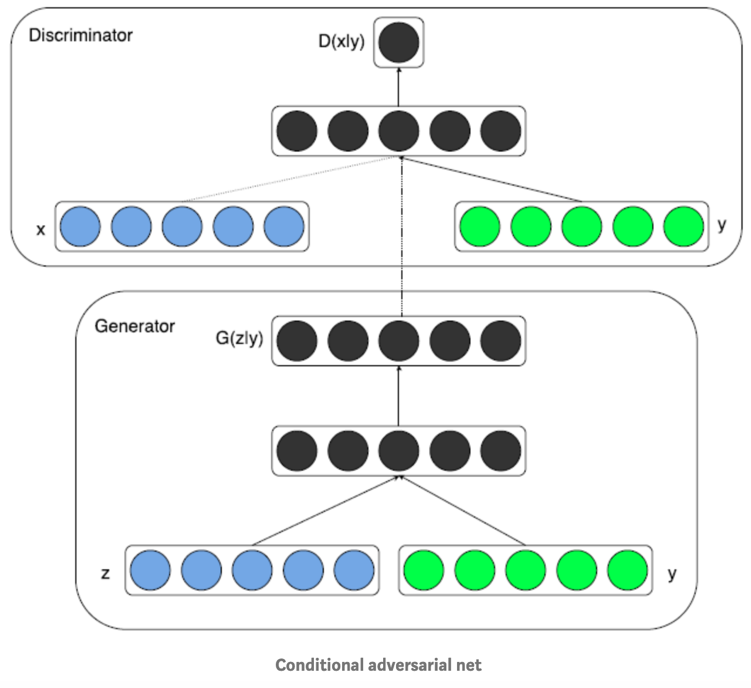 Discriminator
D(x|y)
x
y
Generator
G(z|y)
z
y
Conditional adversarial net